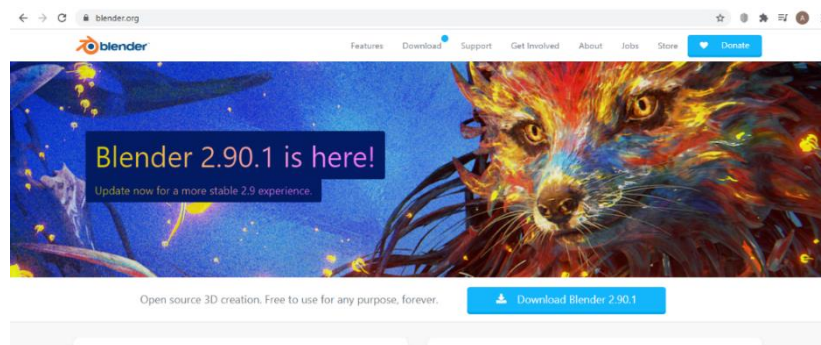 blender.org
A
blender
Features Download Support Get Involved About Jobs Store Donate
Blender 2.90.1 is here!
Update now for a more stable 2.9 experience.
Open source 3D creation. Free to use for any purpose, forever.
Download Blender 2.90.1